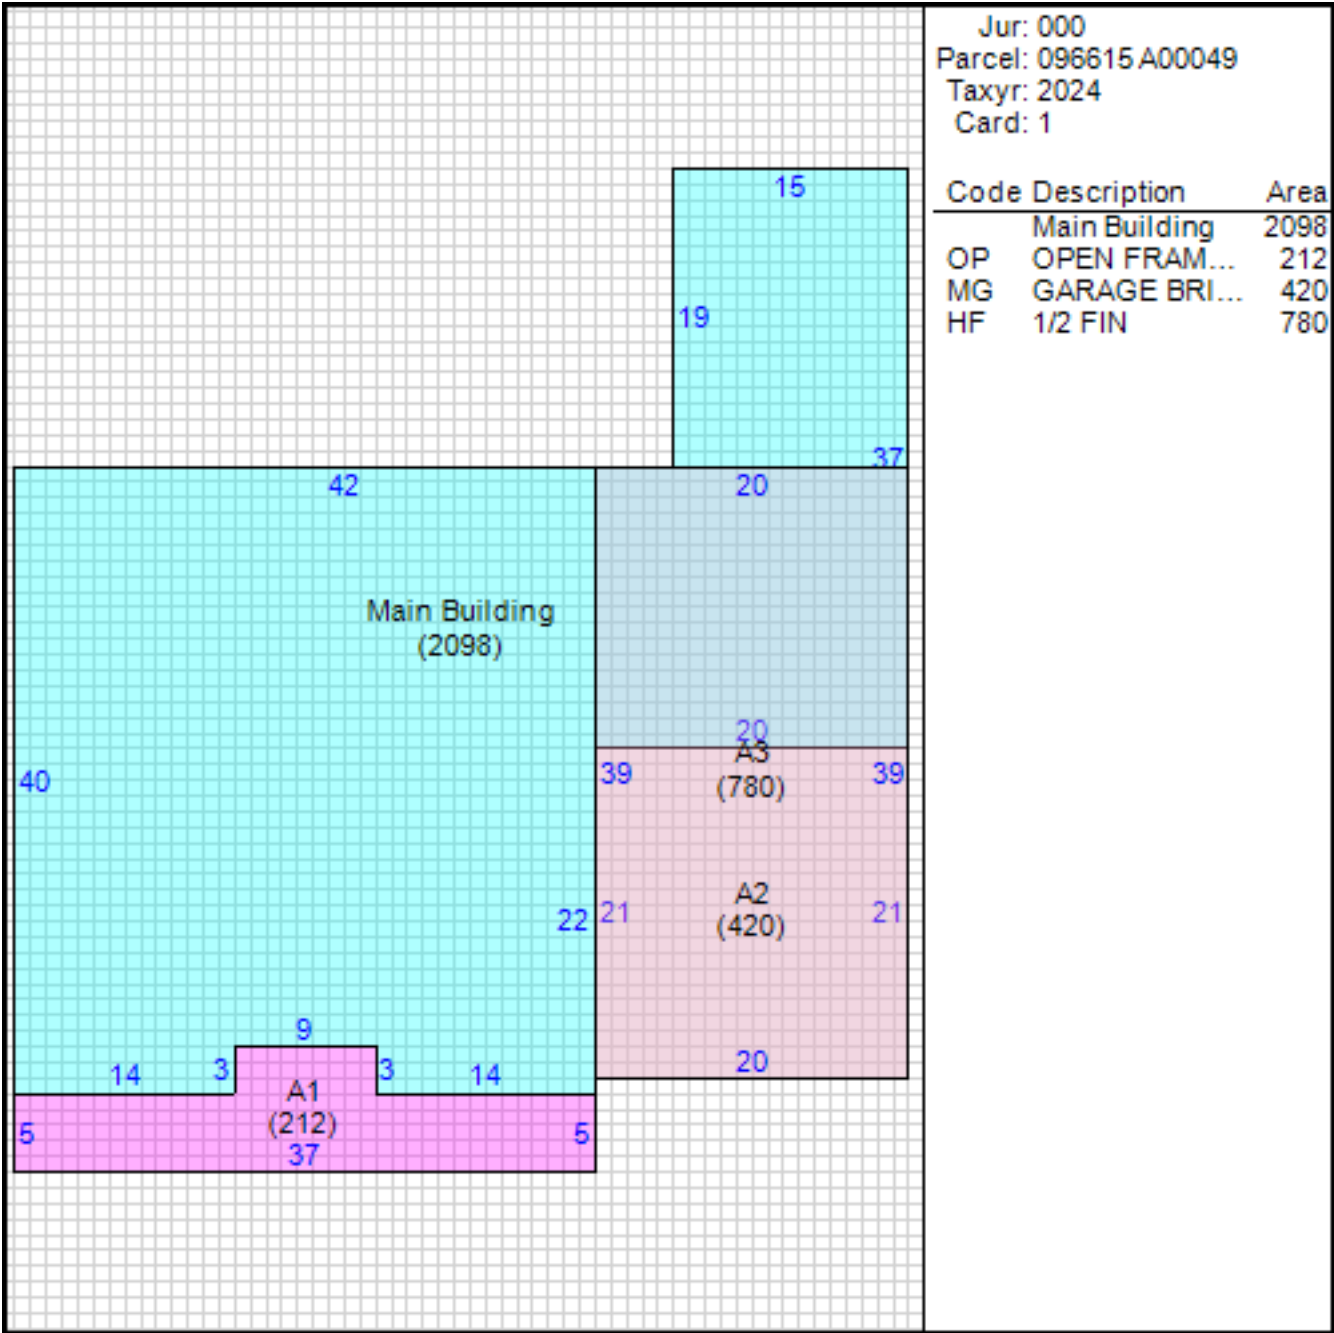 Jur: 000
Parcel: 096615 A00049
Taxyr: 2024
Card: 1
Code Description Area
Main Building 2098
OP OPEN FRAM... 212
MG GARAGE BRI... 420
HF 1/2 FIN 780
15
19
37
42
20
Main Building
(2098)
20
A3
40
39
(780)
39
A2
22
21
(420)
21
9
20
14
3
3
14
A1
(212)
5
5
37